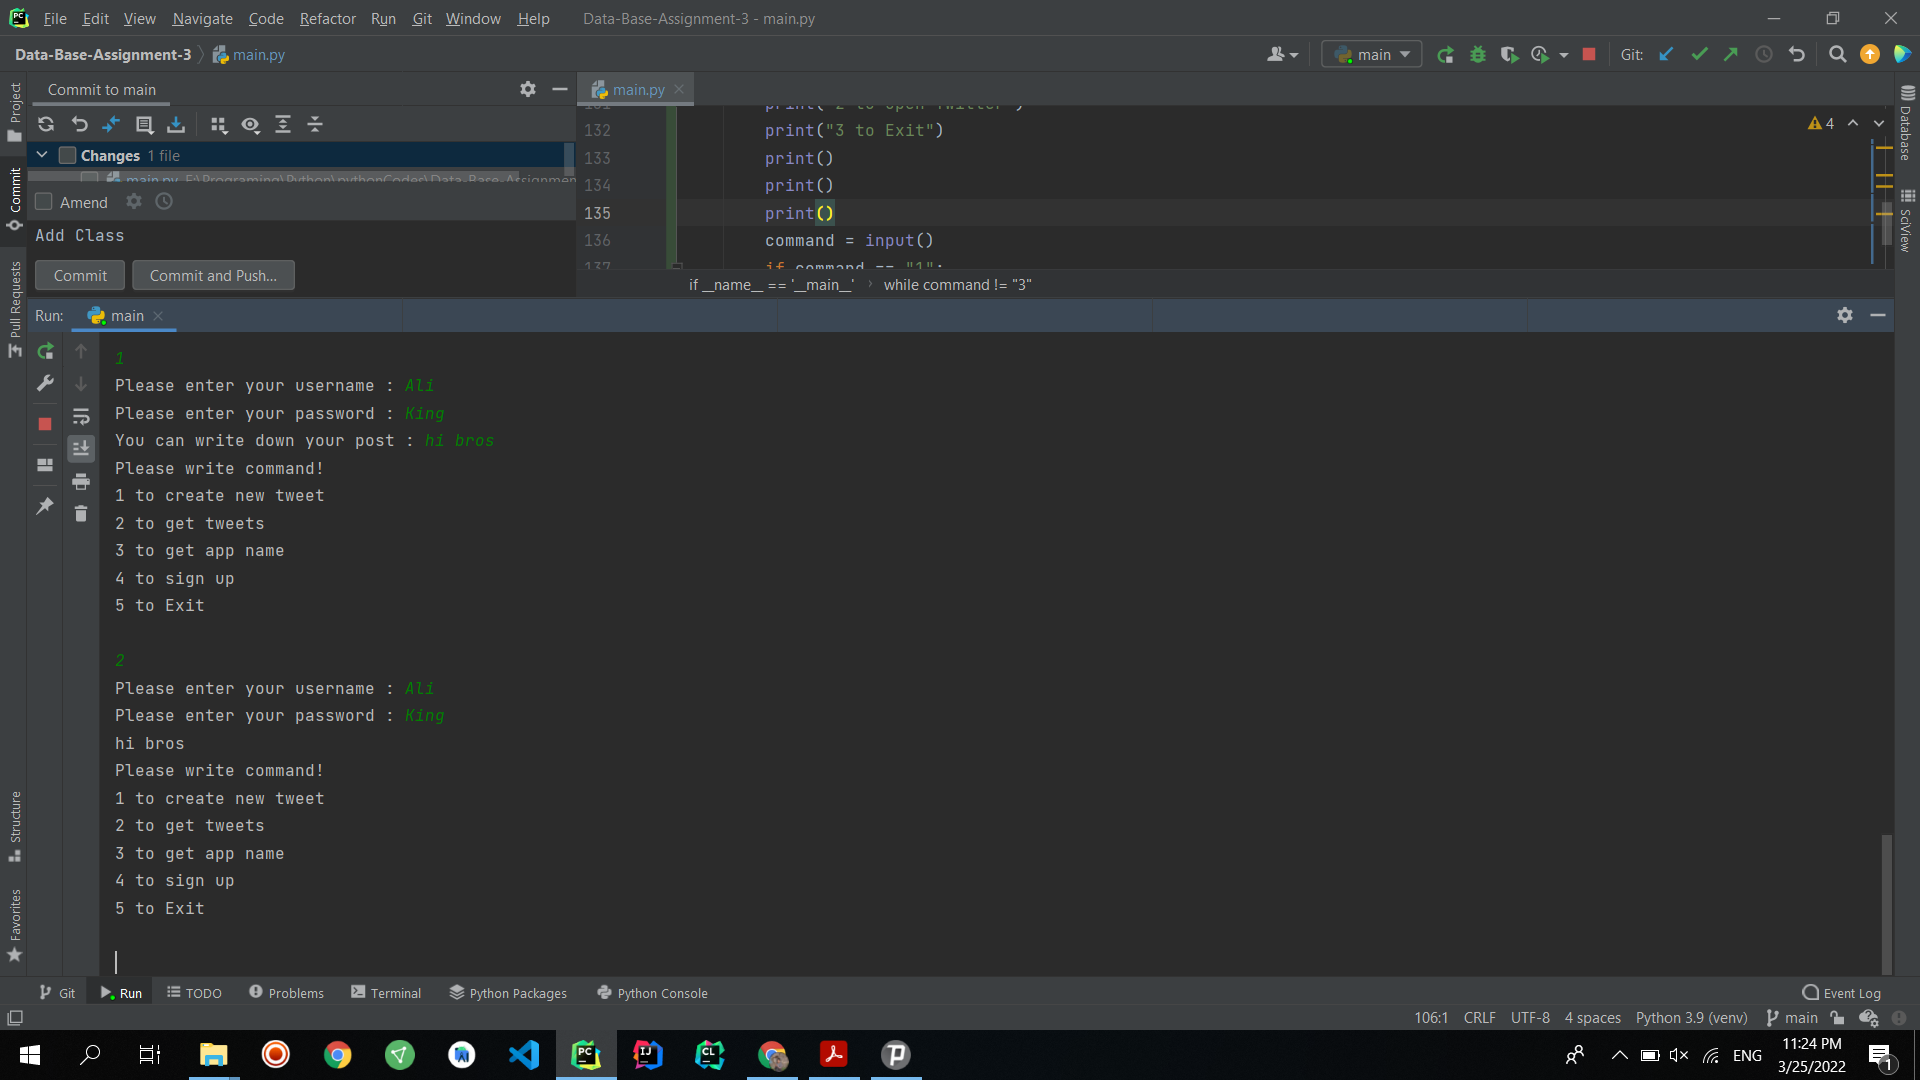 File Edit View Navigate Code Refactor Run Git Window Help Data-Base-Assignment-3 - main.py
Data-Base-Assignment-3 main.py main Git:
Project
Commit
Pull Requests
Structure
Favorites
Commit to main
Changes 1 file
main.py E:\Programing\Python\pythonCodes\Data-Base-Assignmen
Amend
Add Class
Commit Commit and Push...
main.py
131 print("2 to open Twitter")
132 print("3 to Exit")
133 print()
134 print()
135 print()
136 command = input()
137 if command == "1":
4
if __name__ == '__main__' › while command != "3"
Database
SciView
Run: main
1
Please enter your username : Ali
Please enter your password : King
You can write down your post : hi bros
Please write command!
1 to create new tweet
2 to get tweets
3 to get app name
4 to sign up
5 to Exit
2
Please enter your username : Ali
Please enter your password : King
hi bros
Please write command!
1 to create new tweet
2 to get tweets
3 to get app name
4 to sign up
5 to Exit
Git Run TODO Problems Terminal Python Packages Python Console Event Log
106:1 CRLF UTF-8 4 spaces Python 3.9 (venv) main
ENG
11:24 PM
3/25/2022
1